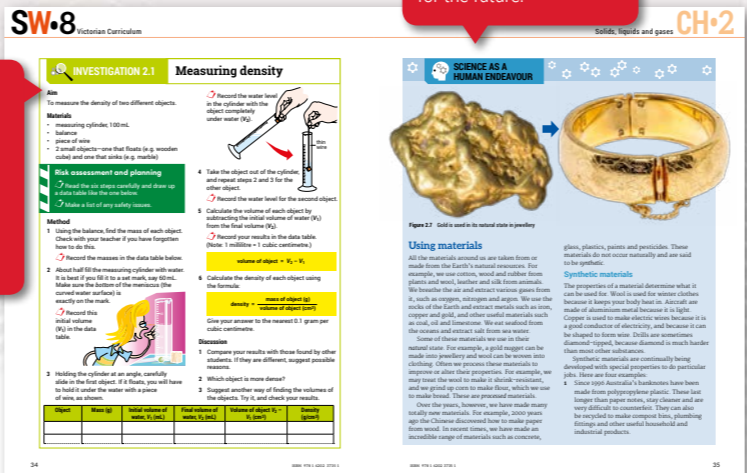 for the future.
SW•8 Victorian Curriculum
Solids, liquids and gases CH•2
INVESTIGATION 2.1
Measuring density
Aim
To measure the density of two different objects.
Materials
• measuring cylinder, 100 mL
• balance
• piece of wire
• 2 small objects—one that floats (e.g. wooden
cube) and one that sinks (e.g. marble)
Risk assessment and planning
Read the six steps carefully and draw up
a data table like the one below.
Make a list of any safety issues.
Method
1 Using the balance, find the mass of each object.
Check with your teacher if you have forgotten
how to do this.
Record the masses in the data table below.
2 About half fill the measuring cylinder with water.
It is best if you fill it to a set mark, say 60 mL.
Make sure the bottom of the meniscus (the
curved water surface) is
exactly on the mark.
Record this
initial volume
(V₁) in the data
table.
3 Holding the cylinder at an angle, carefully
slide in the first object. If it floats, you will have
to hold it under the water with a piece
of wire, as shown.
Record the water level
in the cylinder with the
object completely
under water (V₂).
thin
wire
4 Take the object out of the cylinder,
and repeat steps 2 and 3 for the
other object.
Record the water level for the second object.
5 Calculate the volume of each object by
subtracting the initial volume of water (V₁)
from the final volume (V₂).
Record your results in the data table.
(Note: 1 millilitre = 1 cubic centimetre.)
volume of object = V₂ – V₁
6 Calculate the density of each object using
the formula:
density = mass of object (g)
volume of object (cm³)
Give your answer to the nearest 0.1 gram per
cubic centimetre.
Discussion
1 Compare your results with those found by other
students. If they are different, suggest possible
reasons.
2 Which object is more dense?
3 Suggest another way of finding the volumes of
the objects. Try it, and check your results.
Object Mass (g) Initial volume of Final volume of Volume of object V₂ – Density
water, V₁ (mL) water, V₂ (mL) V₁ (cm³) (g/cm³)
34
SCIENCE AS A
HUMAN ENDEAVOUR
Figure 2.7 Gold is used in its natural state in jewellery
Using materials
All the materials around us are taken from or
made from the Earth's natural resources. For
example, we use cotton, wood and rubber from
plants and wool, leather and silk from animals.
We breathe the air and extract various gases from
it, such as oxygen, nitrogen and argon. We use the
rocks of the Earth and extract metals such as iron,
copper and gold, and other useful materials such
as coal, oil and limestone. We eat seafood from
the oceans and extract salt from sea water.
Some of these materials we use in their
natural state. For example, a gold nugget can be
made into jewellery and wool can be woven into
clothing. Often we process these materials to
improve or alter their properties. For example, we
may treat the wool to make it shrink-resistant,
and we grind up corn to make flour, which we use
to make bread. These are processed materials.
Over the years, however, we have made many
totally new materials. For example, 2000 years
ago the Chinese discovered how to make paper
from wood. In recent times, we have made an
incredible range of materials such as concrete,
glass, plastics, paints and pesticides. These
materials do not occur naturally and are said
to be synthetic.
Synthetic materials
The properties of a material determine what it
can be used for. Wool is used for winter clothes
because it keeps your body heat in. Aircraft are
made of aluminium metal because it is light.
Copper is used to make electric wires because it is
a good conductor of electricity, and because it can
be shaped to form wire. Drills are sometimes
diamond-tipped, because diamond is much harder
than most other substances.
Synthetic materials are continually being
developed with special properties to do particular
jobs. Here are four examples:
1 Since 1996 Australia's banknotes have been
made from polypropylene plastic. These last
longer than paper notes, stay cleaner and are
very difficult to counterfeit. They can also
be recycled to make compost bins, plumbing
fittings and other useful household and
industrial products.
35